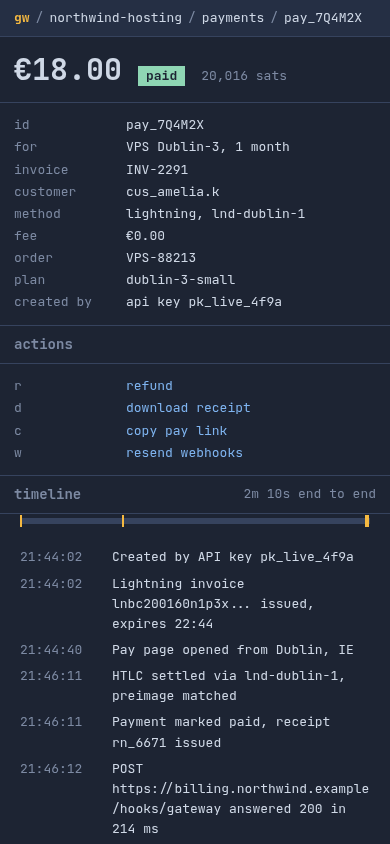 gw / northwind-hosting / payments / pay_7Q4M2X
€18.00 paid 20,016 sats
id pay_7Q4M2X
for VPS Dublin-3, 1 month
invoice INV-2291
customer cus_amelia.k
method lightning, lnd-dublin-1
fee €0.00
order VPS-88213
plan dublin-3-small
created by api key pk_live_4f9a
actions
r refund
d download receipt
c copy pay link
w resend webhooks
timeline 2m 10s end to end
21:44:02 Created by API key pk_live_4f9a
21:44:02 Lightning invoice
lnbc200160n1p3x... issued,
expires 22:44
21:44:40 Pay page opened from Dublin, IE
21:46:11 HTLC settled via lnd-dublin-1,
preimage matched
21:46:11 Payment marked paid, receipt
rn_6671 issued
21:46:12 POST
https://billing.northwind.example
/hooks/gateway answered 200 in
214 ms